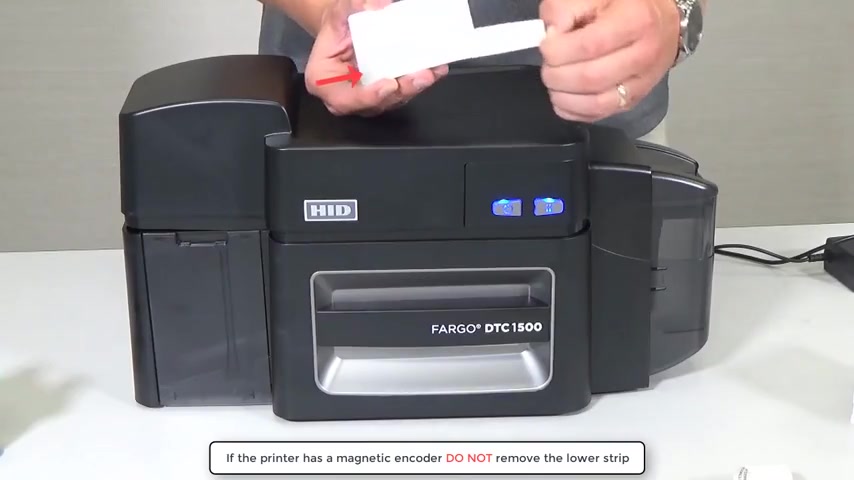 HID
FARGO® DTC1500
If the printer has a magnetic encoder DO NOT remove the lower strip